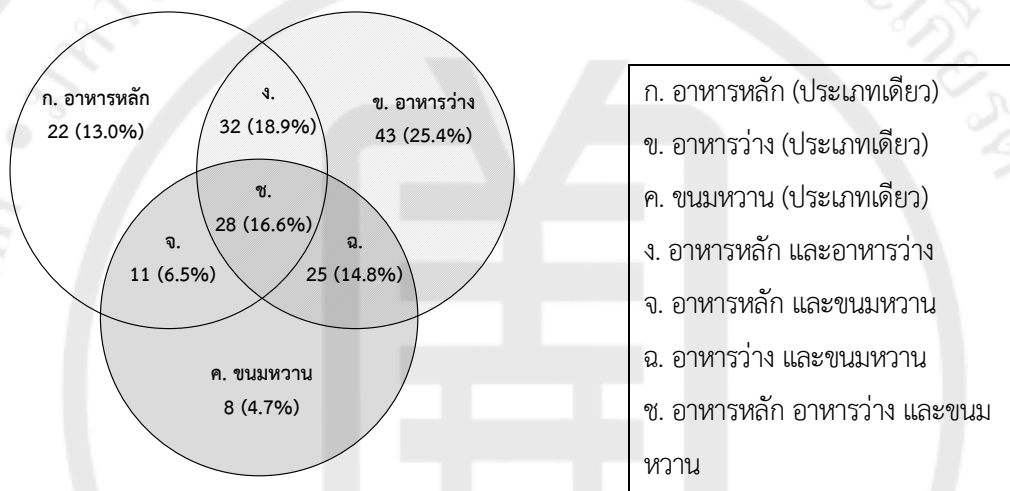 ก. อาหารหลัก
22 (13.0%)
ง.
32 (18.9%)
ข. อาหารว่าง
43 (25.4%)
ช.
28 (16.6%)
จ.
11 (6.5%)
ฉ.
25 (14.8%)
ค. ขนมหวาน
8 (4.7%)
ก. อาหารหลัก (ประเภทเดียว)
ข. อาหารว่าง (ประเภทเดียว)
ค. ขนมหวาน (ประเภทเดียว)
ง. อาหารหลัก และอาหารว่าง
จ. อาหารหลัก และขนมหวาน
ฉ. อาหารว่าง และขนมหวาน
ช. อาหารหลัก อาหารว่าง และขนม
หวาน